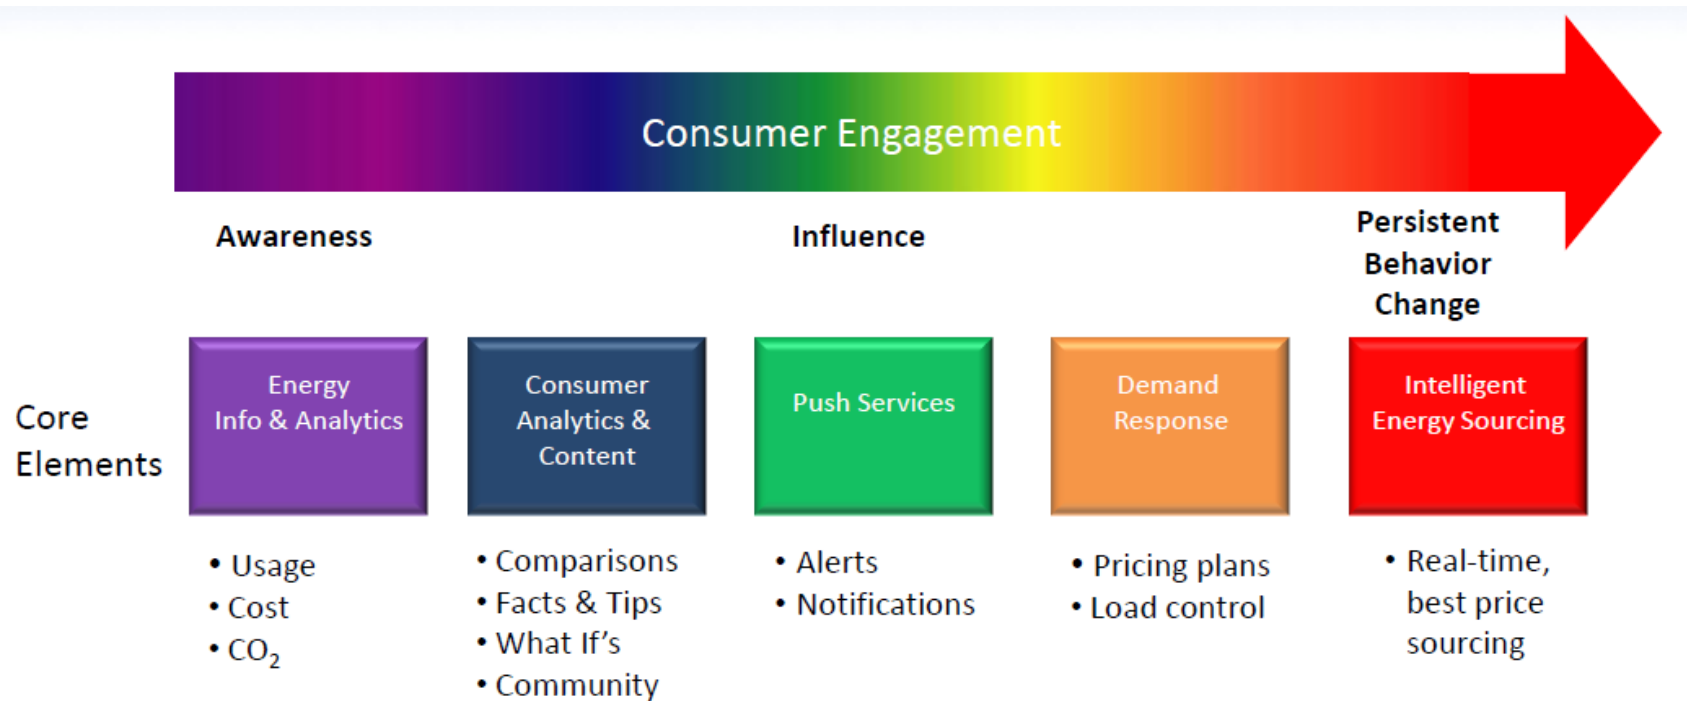 Consumer Engagement
Awareness
Influence
Persistent
Behavior
Change
Core
Elements
Energy
Info & Analytics
Consumer
Analytics &
Content
Push Services
Demand
Response
Intelligent
Energy Sourcing
• Usage
• Cost
• CO₂
• Comparisons
• Facts & Tips
• What If’s
• Community
• Alerts
• Notifications
• Pricing plans
• Load control
• Real-time,
best price
sourcing